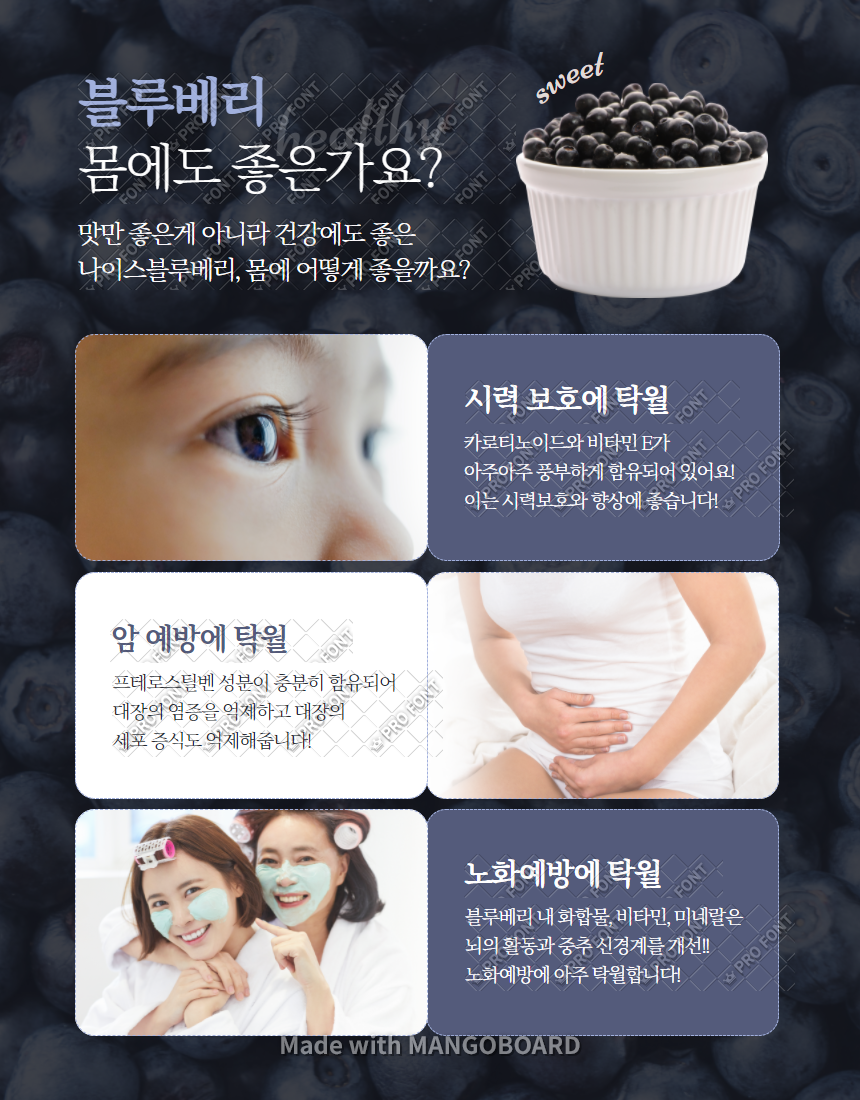 sweet
healthy
블루베리
몸에도 좋은가요?
맛만 좋은게 아니라 건강에도 좋은
나이스블루베리, 몸에 어떻게 좋을까요?
시력 보호에 탁월
카로티노이드와 비타민 E가
아주아주 풍부하게 함유되어 있어요!
이는 시력보호와 향상에 좋습니다!
암 예방에 탁월
프테로스틸벤 성분이 충분히 함유되어
대장의 염증을 억제하고 대장의
세포 증식도 억제해줍니다!
노화예방에 탁월
블루베리 내 화합물, 비타민, 미네랄은
뇌의 활동과 중추 신경계를 개선!!
노화예방에 아주 탁월합니다!
PRO FONT
Made with MANGOBOARD